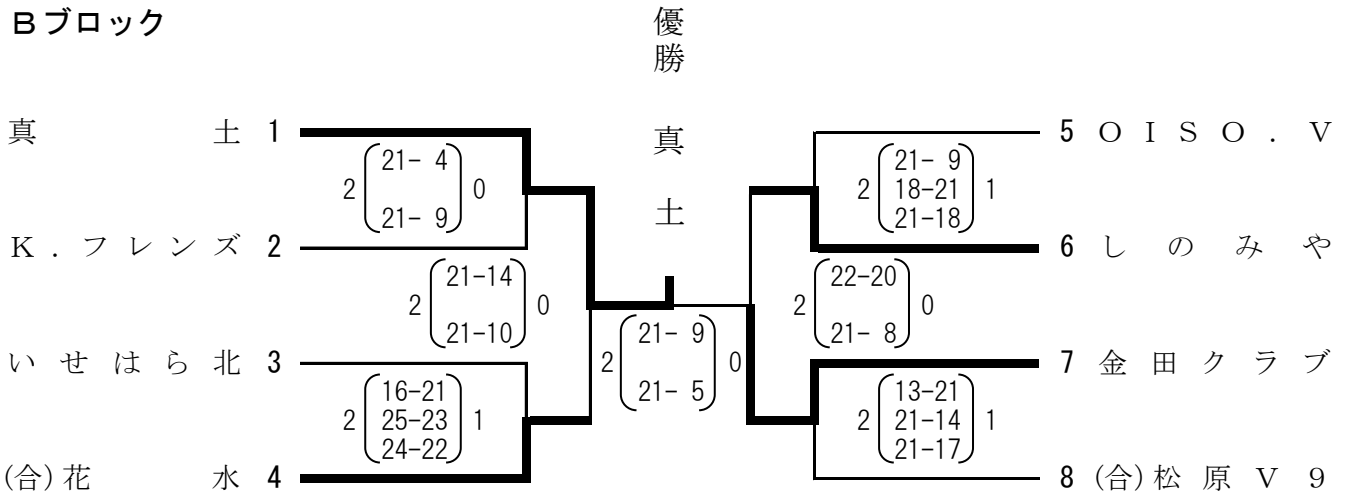 Bブロック
優勝 真土
真土 1
2 21- 4 0
21- 9
K.フレンズ 2
2 21-14 0
21-10
いせはら北 3
2 16-21 1
25-23
24-22
(合)花水 4
2 21- 9 0
21- 5
5 OISO.V
2 21- 9 1
18-21
21-18
6 しのみや
2 22-20 0
21- 8
7 金田クラブ
2 13-21 1
21-14
21-17
8 (合)松原V9